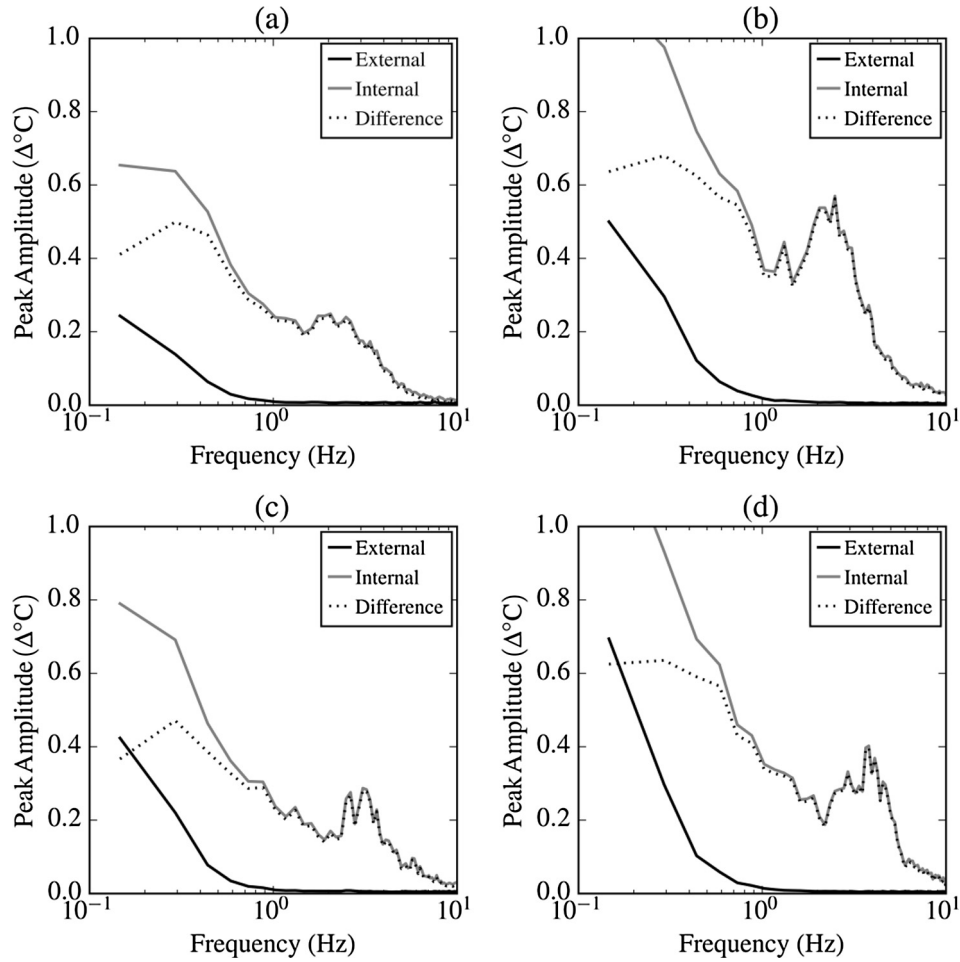 (a)
1.0
0.8
0.6
0.4
0.2
0.0
10⁻¹
10⁰
10¹
Peak Amplitude (Δ°C)
Frequency (Hz)
External
Internal
Difference
(b)
1.0
0.8
0.6
0.4
0.2
0.0
10⁻¹
10⁰
10¹
Peak Amplitude (Δ°C)
Frequency (Hz)
External
Internal
Difference
(c)
1.0
0.8
0.6
0.4
0.2
0.0
10⁻¹
10⁰
10¹
Peak Amplitude (Δ°C)
Frequency (Hz)
External
Internal
Difference
(d)
1.0
0.8
0.6
0.4
0.2
0.0
10⁻¹
10⁰
10¹
Peak Amplitude (Δ°C)
Frequency (Hz)
External
Internal
Difference